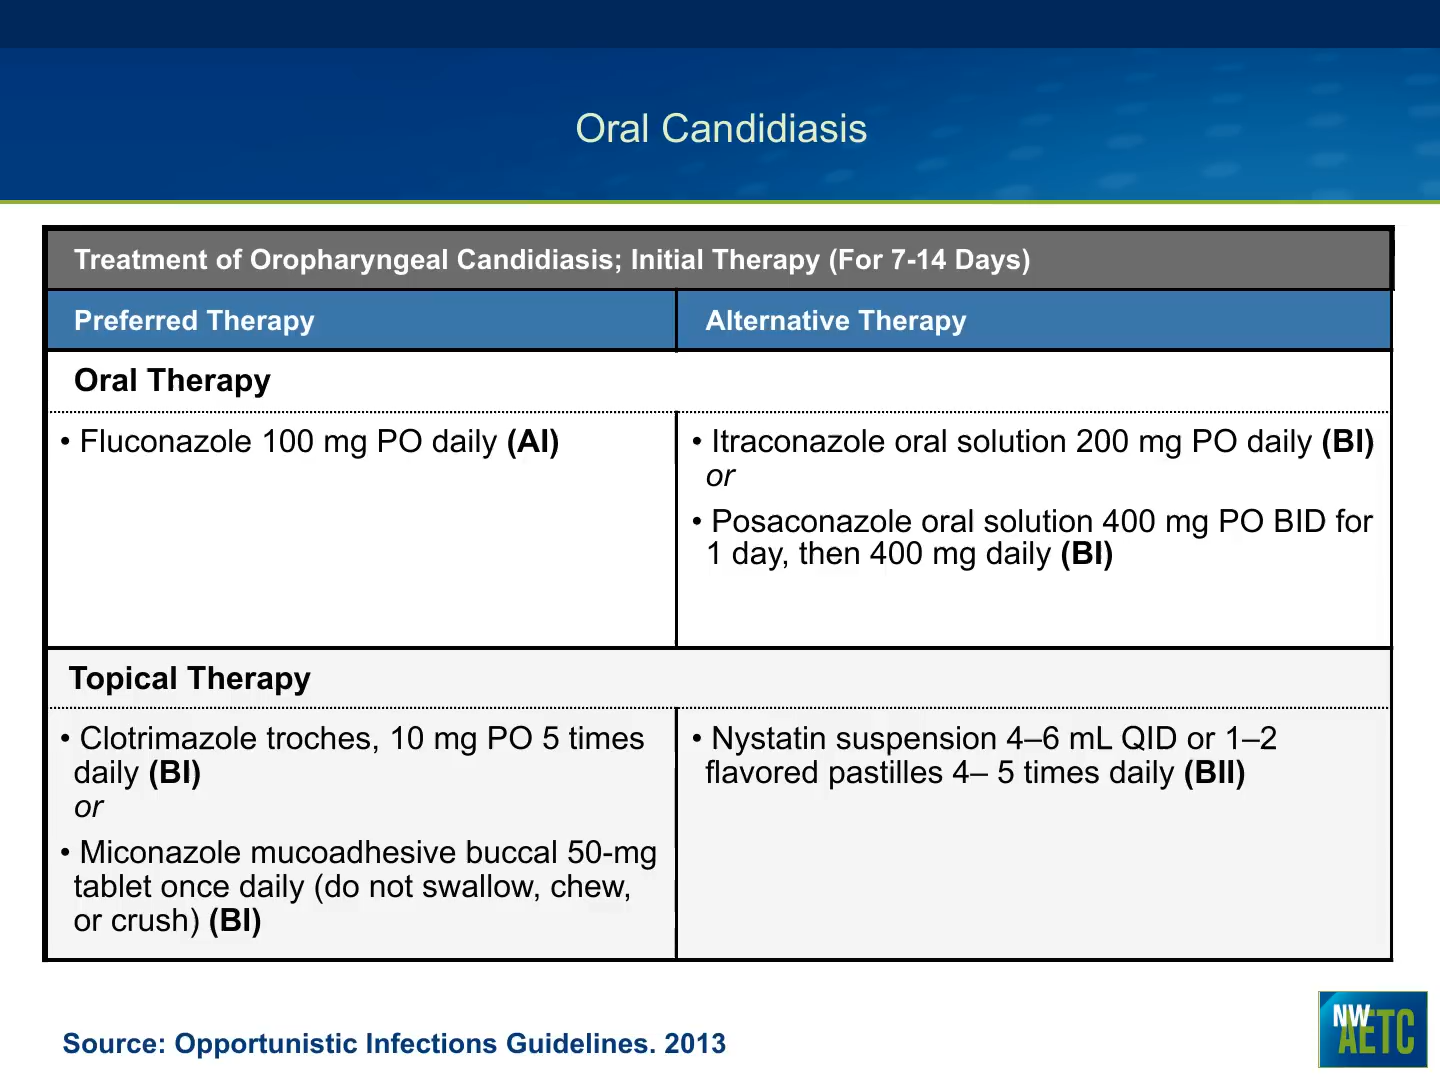 Oral Candidiasis
Treatment of Oropharyngeal Candidiasis; Initial Therapy (For 7-14 Days)
Preferred Therapy
Alternative Therapy
Oral Therapy
• Fluconazole 100 mg PO daily (AI)
• Itraconazole oral solution 200 mg PO daily (BI)
or
• Posaconazole oral solution 400 mg PO BID for
1 day, then 400 mg daily (BI)
Topical Therapy
• Clotrimazole troches, 10 mg PO 5 times
daily (BI)
or
• Miconazole mucoadhesive buccal 50-mg
tablet once daily (do not swallow, chew,
or crush) (BI)
• Nystatin suspension 4–6 mL QID or 1–2
flavored pastilles 4– 5 times daily (BII)
Source: Opportunistic Infections Guidelines. 2013
NW
AETC